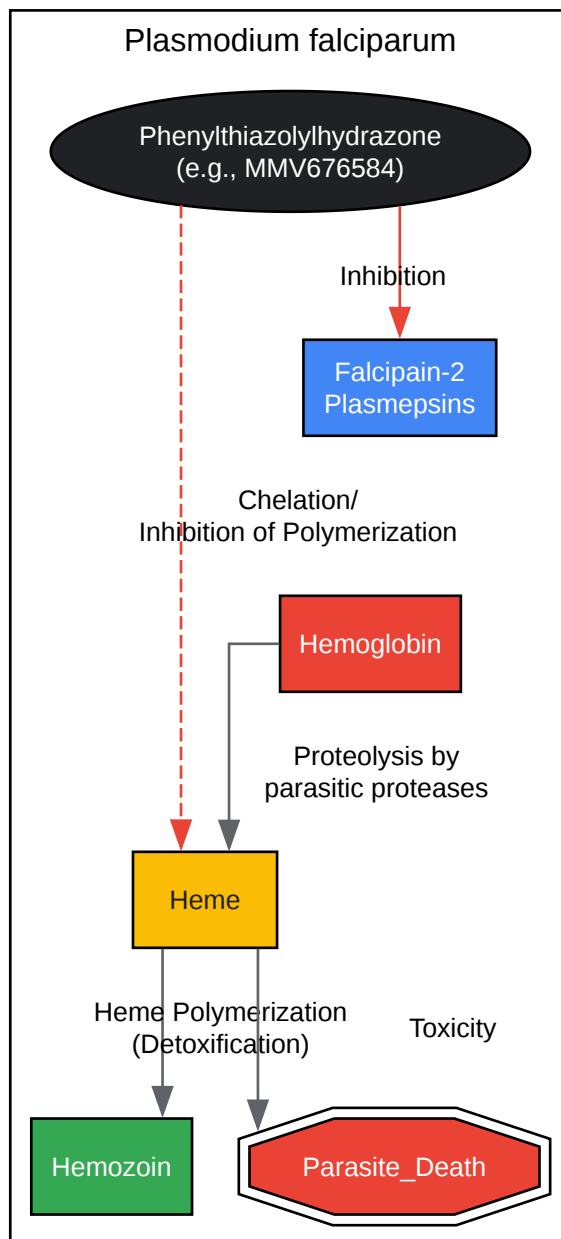 Plasmodium falciparum
Phenylthiazolylhydrazone
(e.g., MMV676584)
Inhibition
Falcipain-2
Plasmepsins
Chelation/
Inhibition of Polymerization
Hemoglobin
Proteolysis by
parasitic proteases
Heme
Heme Polymerization
(Detoxification)
Toxicity
Hemozoin
Parasite_Death